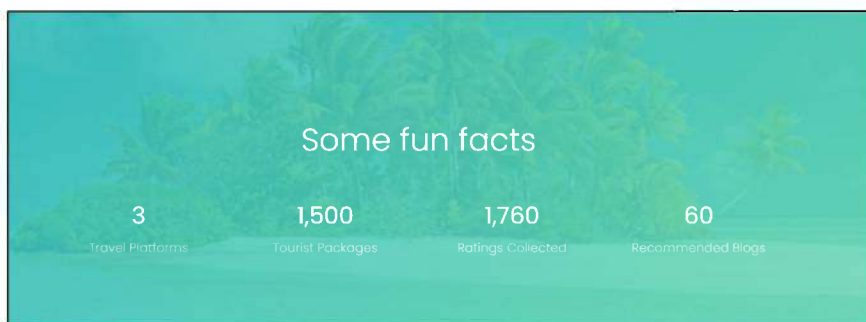 Some fun facts
3 1,500 1,760 60
Travel Platforms Tourist Packages Ratings Collected Recommended Blogs